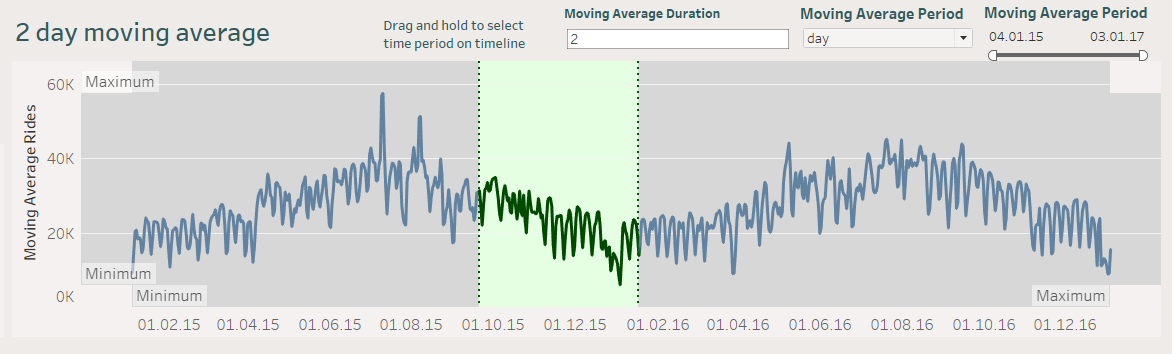 2 day moving average
Drag and hold to select
time period on timeline
Moving Average Duration
2
Moving Average Period
day
Moving Average Period
04.01.15 03.01.17
Moving Average Rides
60K
40K
20K
0K
Maximum
Minimum
Minimum
Maximum
01.02.15 01.04.15 01.06.15 01.08.15 01.10.15 01.12.15 01.02.16 01.04.16 01.06.16 01.08.16 01.10.16 01.12.16